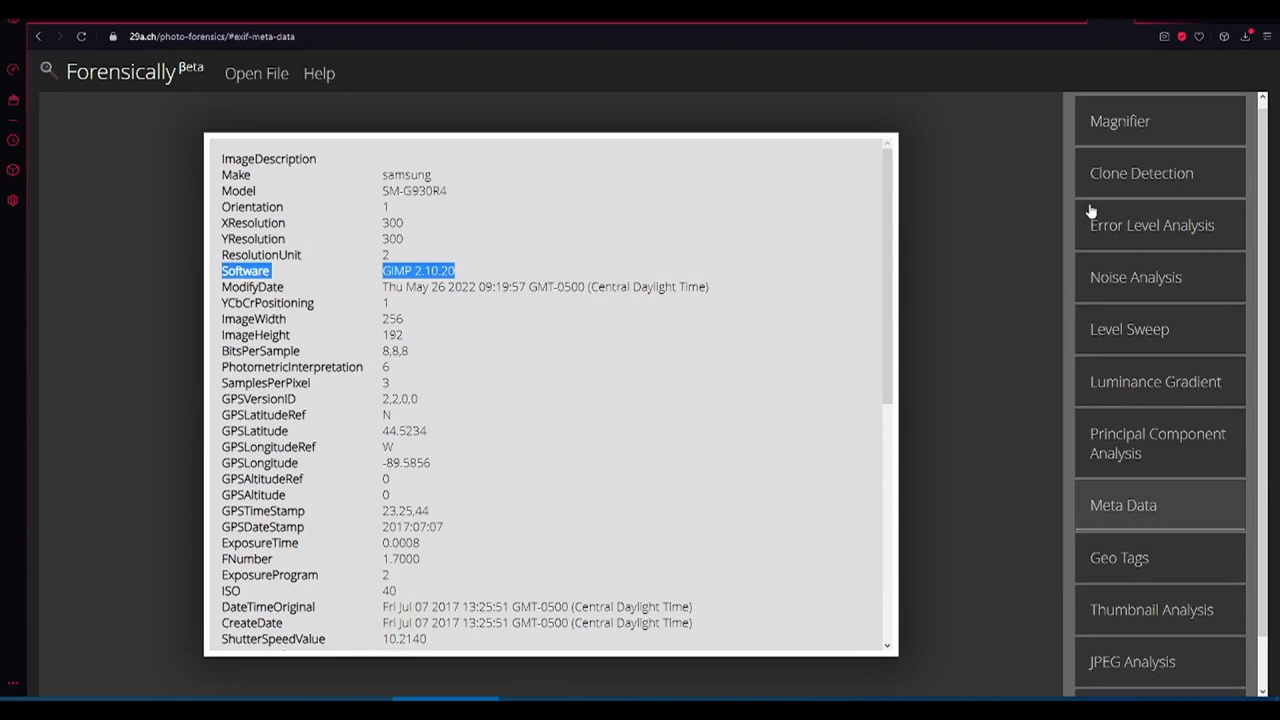 29a.ch/photo-forensics/#exif-meta-data
Forensicallyβeta Open File Help
ImageDescription
Make samsung
Model SM-G930R4
Orientation 1
XResolution 300
YResolution 300
ResolutionUnit 2
Software GIMP 2.10.20
ModifyDate Thu May 26 2022 09:19:57 GMT-0500 (Central Daylight Time)
YCbCrPositioning 1
ImageWidth 256
ImageHeight 192
BitsPerSample 8,8,8
PhotometricInterpretation 6
SamplesPerPixel 3
GPSVersionID 2,2,0,0
GPSLatitudeRef N
GPSLatitude 44.5234
GPSLongitudeRef W
GPSLongitude -89.5856
GPSAltitudeRef 0
GPSAltitude 0
GPSTimeStamp 23,25,44
GPSDateStamp 2017:07:07
ExposureTime 0.0008
FNumber 1.7000
ExposureProgram 2
ISO 40
DateTimeOriginal Fri Jul 07 2017 13:25:51 GMT-0500 (Central Daylight Time)
CreateDate Fri Jul 07 2017 13:25:51 GMT-0500 (Central Daylight Time)
ShutterSpeedValue 10.2140
Magnifier
Clone Detection
Error Level Analysis
Noise Analysis
Level Sweep
Luminance Gradient
Principal Component
Analysis
Meta Data
Geo Tags
Thumbnail Analysis
JPEG Analysis